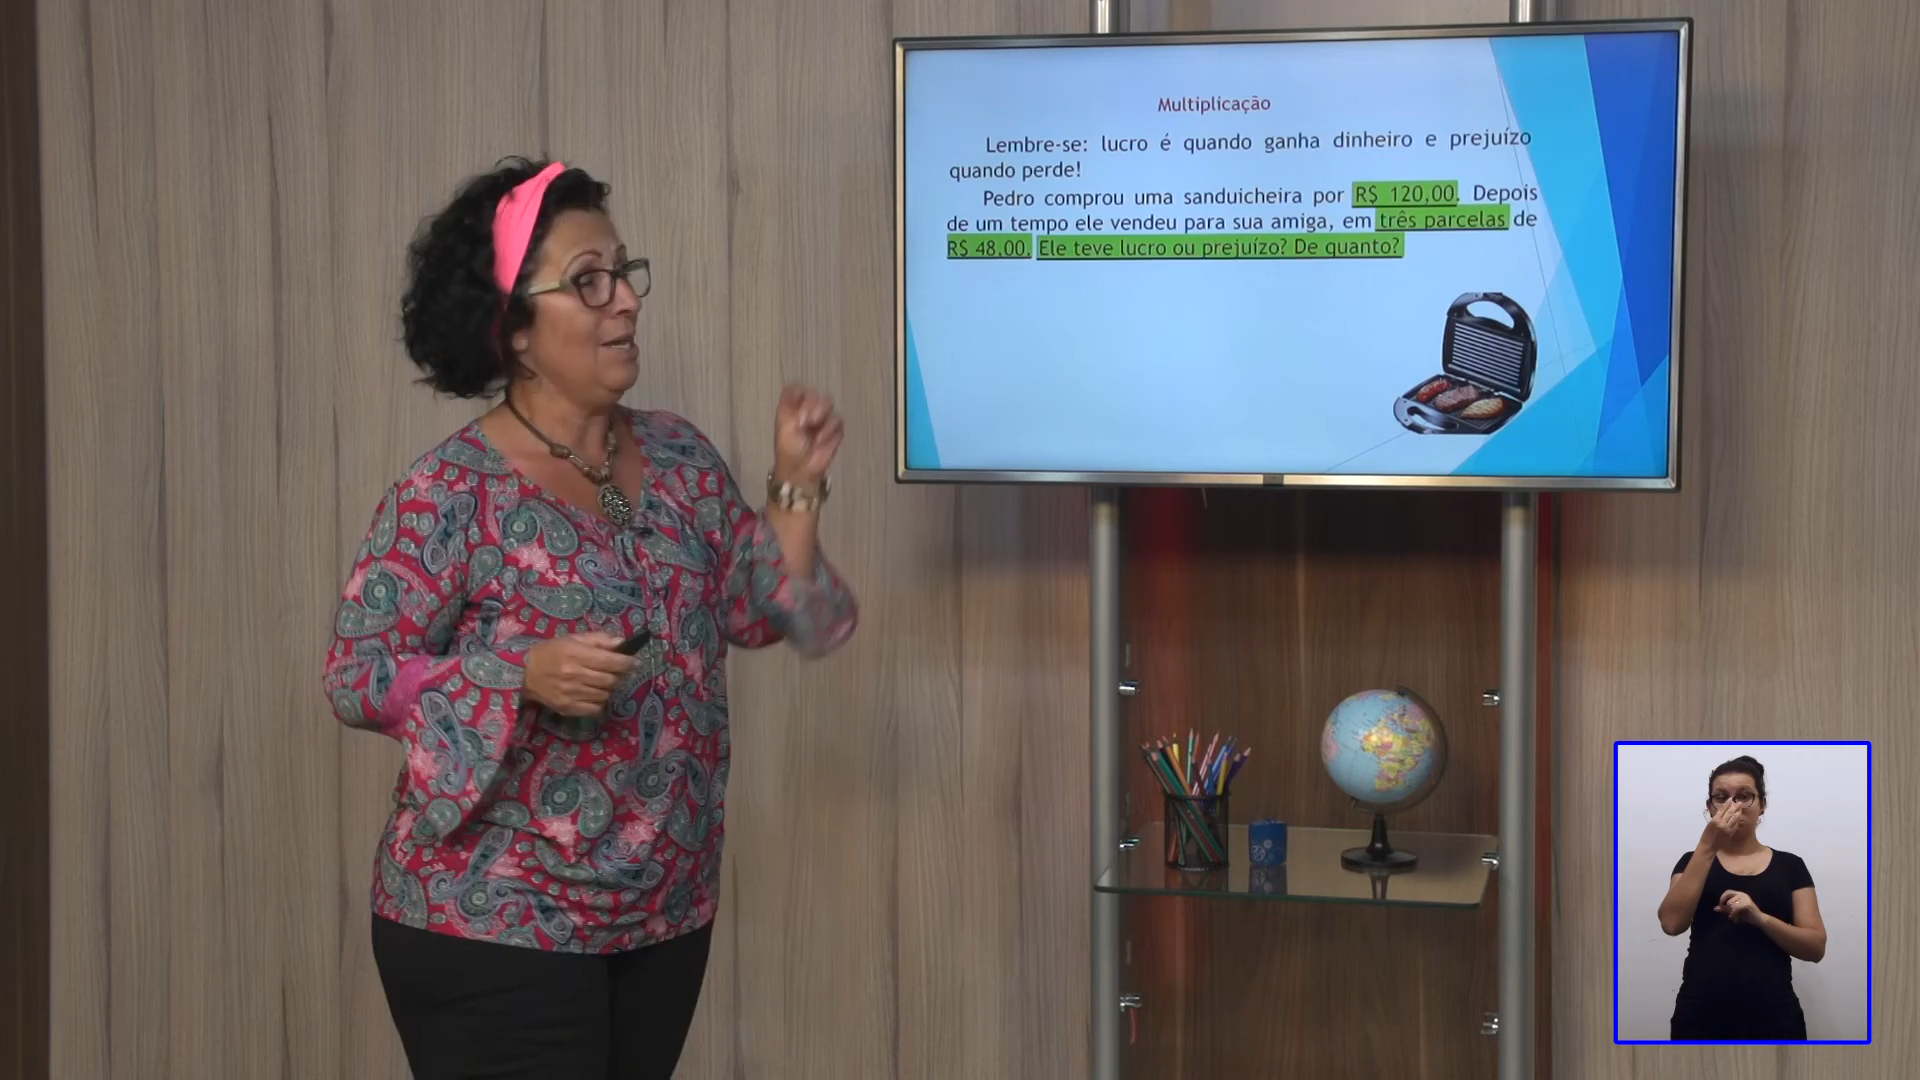 Multiplicação
Lembre-se: lucro é quando ganha dinheiro e prejuízo
quando perde!
Pedro comprou uma sanduicheira por R$ 120,00. Depois
de um tempo ele vendeu para sua amiga, em três parcelas de
R$ 48,00. Ele teve lucro ou prejuízo? De quanto?